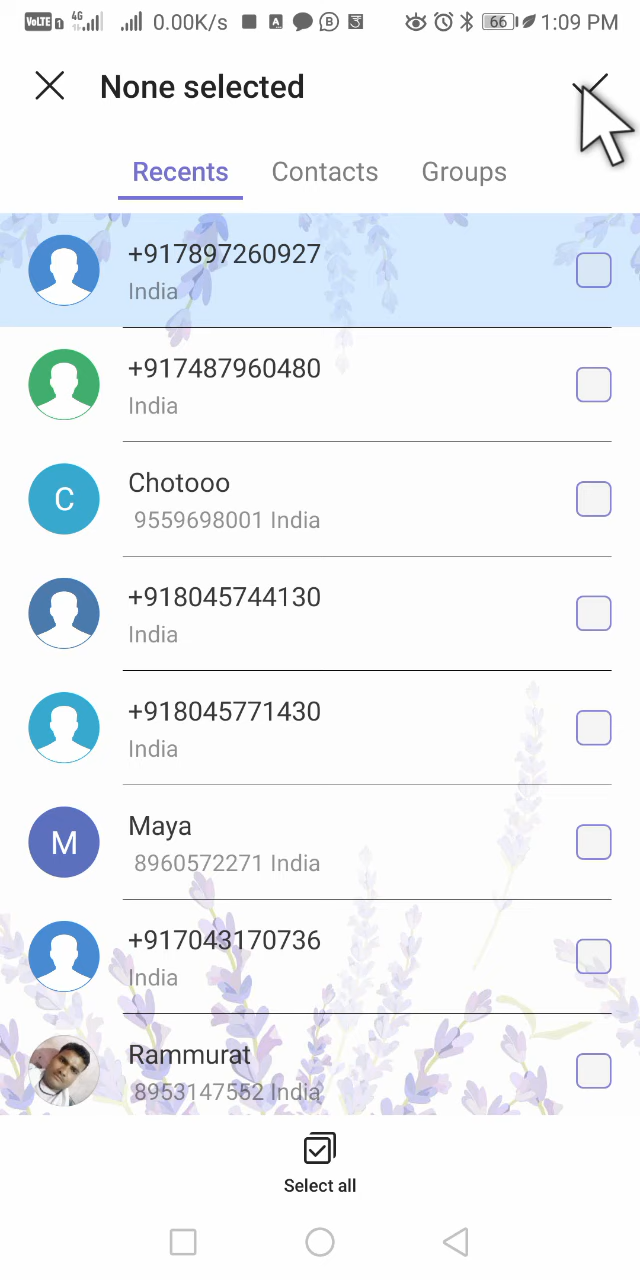 VoLTE 1 4G 0.00K/s A B 66 1:09 PM
None selected
Recents Contacts Groups
+917897260927
India
+917487960480
India
C Chotooo
9559698001 India
+918045744130
India
+918045771430
India
M Maya
8960572271 India
+917043170736
India
Rammurat
8953147552 India
Select all